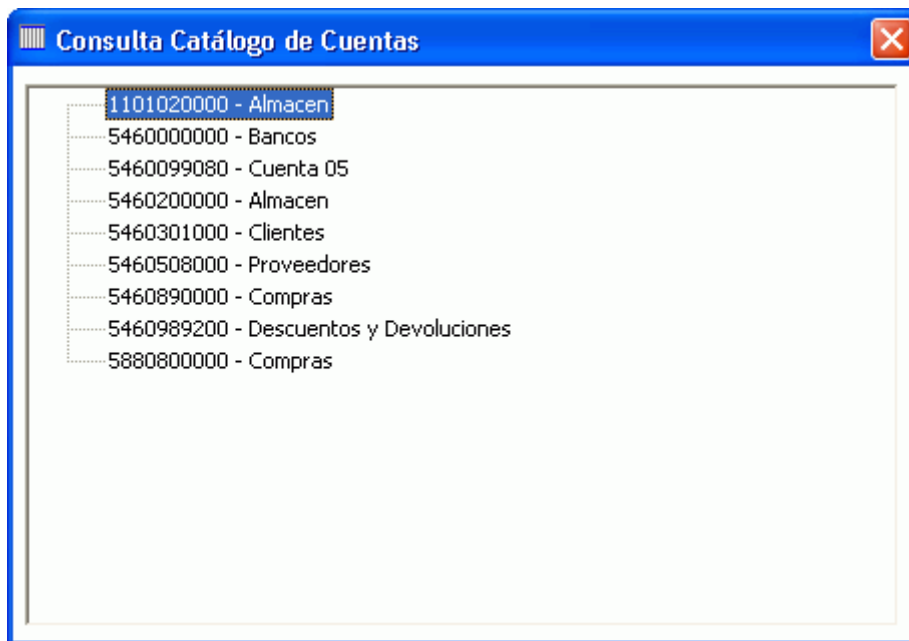 Consulta Catálogo de Cuentas
1101020000 - Almacen
5460000000 - Bancos
5460099080 - Cuenta 05
5460200000 - Almacen
5460301000 - Clientes
5460508000 - Proveedores
5460890000 - Compras
5460989200 - Descuentos y Devoluciones
5880800000 - Compras